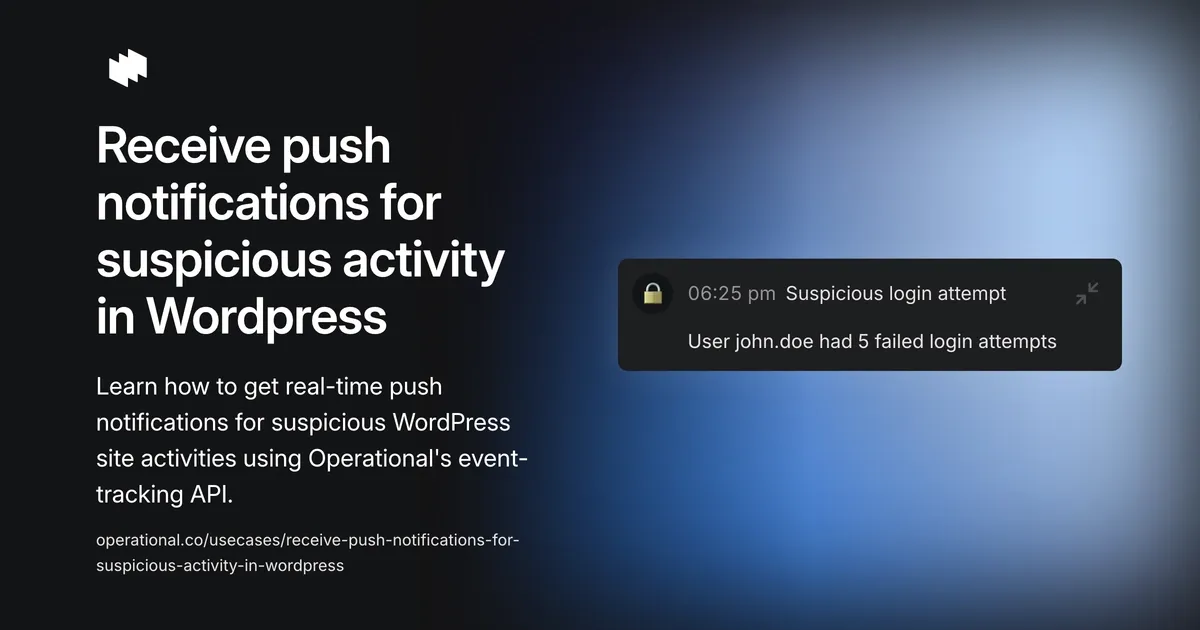 Receive push
notifications for
suspicious activity
in Wordpress
Learn how to get real-time push
notifications for suspicious WordPress
site activities using Operational's event-
tracking API.
operational.co/usecases/receive-push-notifications-for-
suspicious-activity-in-wordpress
06:25 pm Suspicious login attempt
User john.doe had 5 failed login attempts